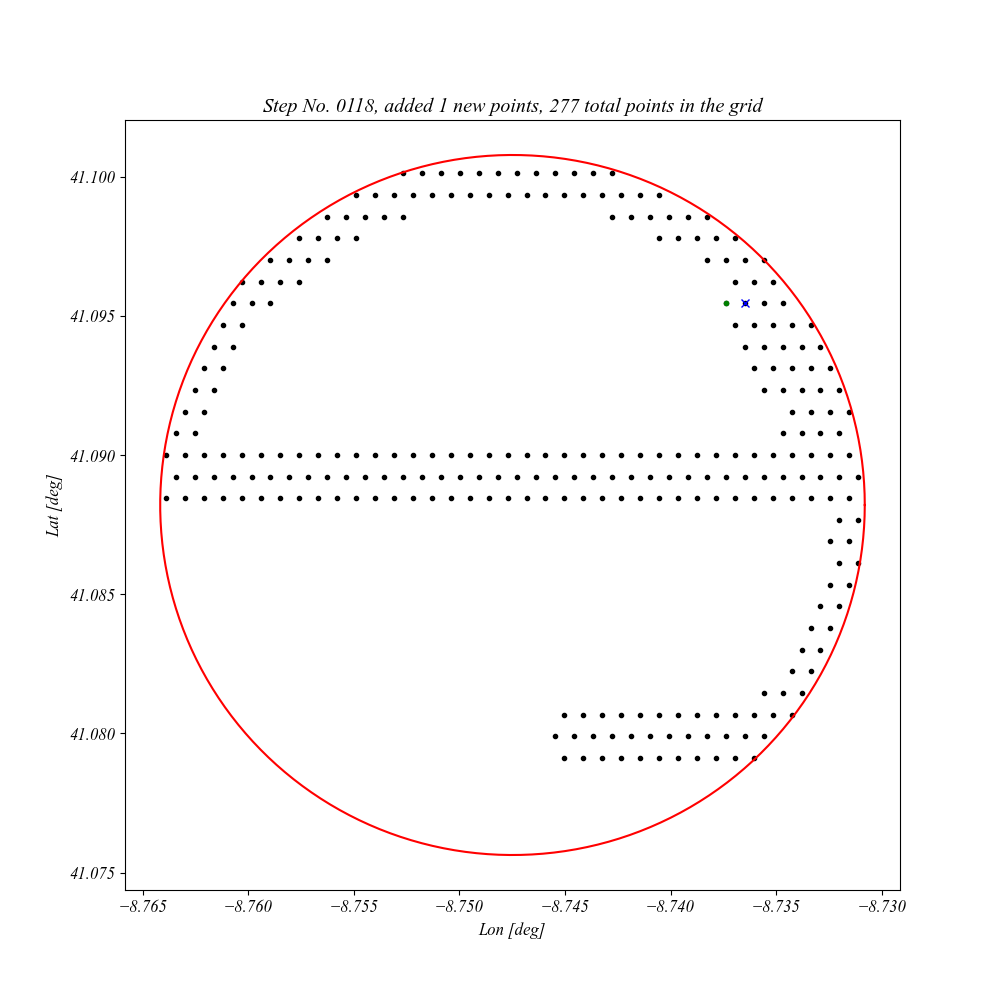 Step No. 0118, added 1 new points, 277 total points in the grid
41.100
41.095
41.090
41.085
41.080
41.075
Lat [deg]
−8.765 −8.760 −8.755 −8.750 −8.745 −8.740 −8.735 −8.730
Lon [deg]